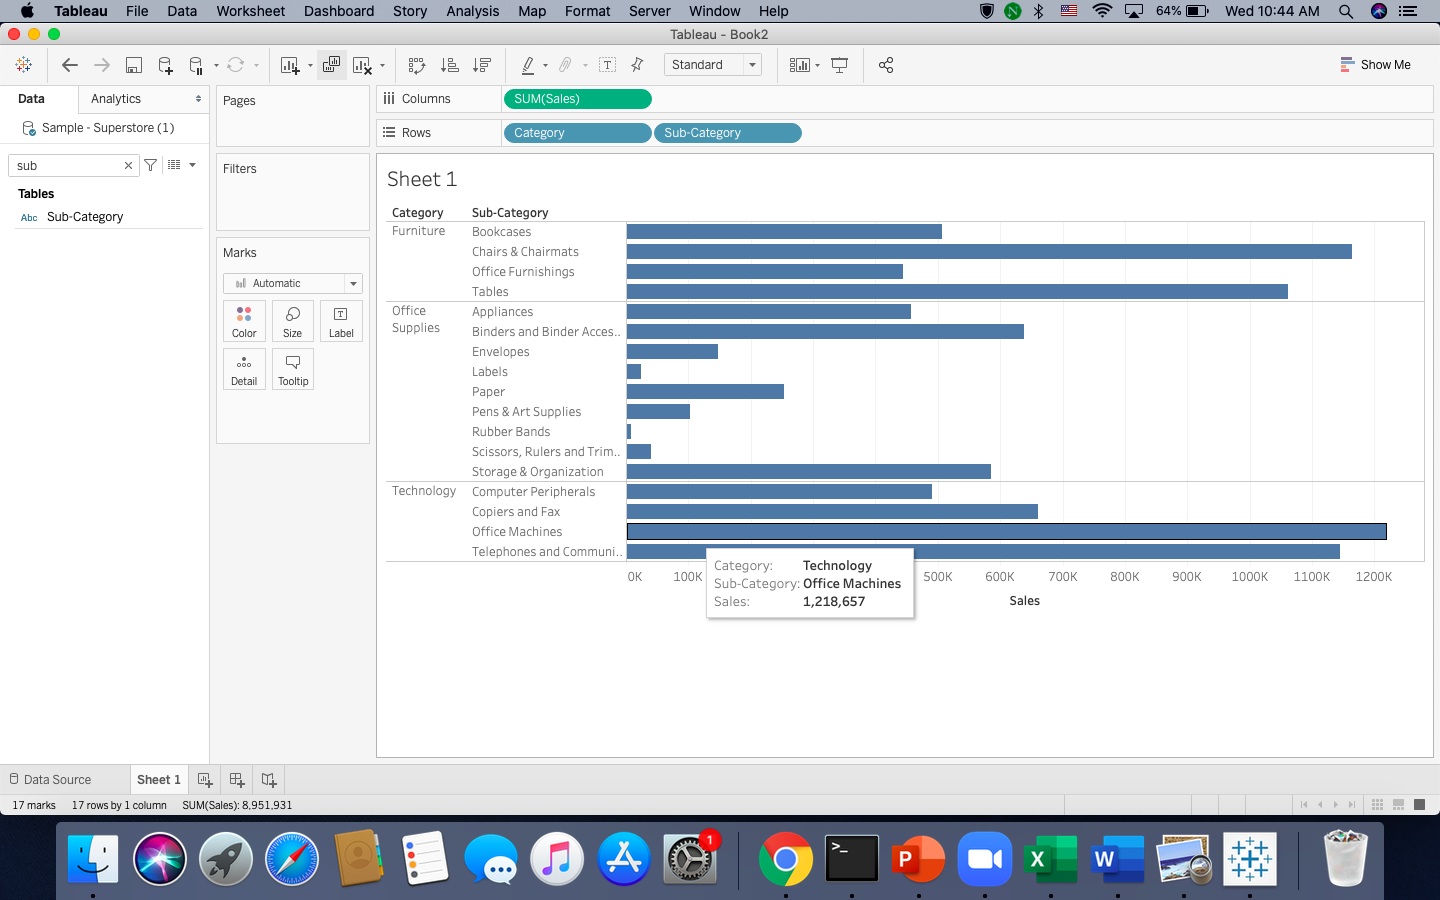 Tableau File Data Worksheet Dashboard Story Analysis Map Format Server Window Help 64% Wed 10:44 AM
Tableau - Book2
Standard Show Me
Data Analytics
Sample - Superstore (1)
sub
Tables
Abc Sub-Category
Pages
Filters
Marks
Automatic
Color Size Label
Detail Tooltip
Columns SUM(Sales)
Rows Category Sub-Category
Sheet 1
Category Sub-Category
Furniture Bookcases
Chairs & Chairmats
Office Furnishings
Tables
Office Supplies Appliances
Binders and Binder Acces..
Envelopes
Labels
Paper
Pens & Art Supplies
Rubber Bands
Scissors, Rulers and Trim..
Storage & Organization
Technology Computer Peripherals
Copiers and Fax
Office Machines
Telephones and Communi..
0K 100K 500K 600K 700K 800K 900K 1000K 1100K 1200K
Sales
Category: Technology
Sub-Category: Office Machines
Sales: 1,218,657
Data Source Sheet 1
17 marks 17 rows by 1 column SUM(Sales): 8,951,931
1
>_ P X W